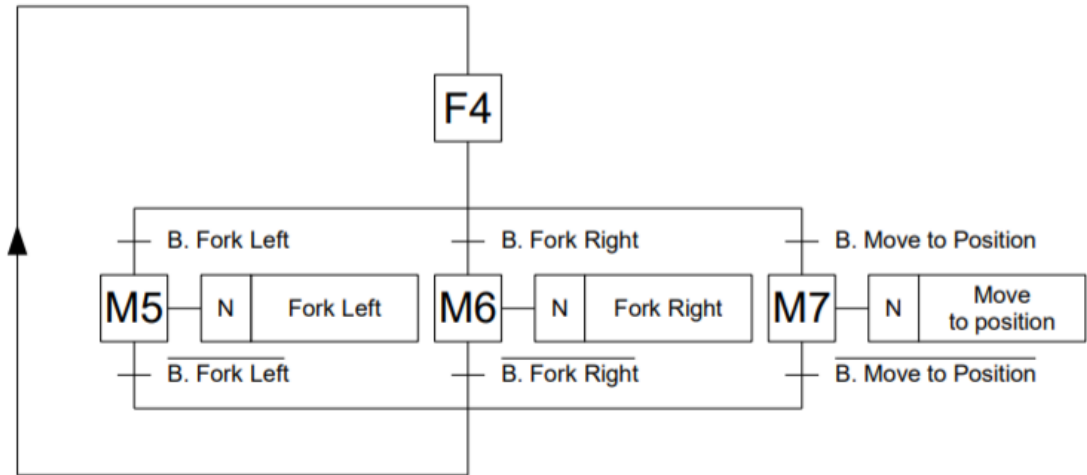 F4
B. Fork Left
B. Fork Right
B. Move to Position
M5
N
Fork Left
M6
N
Fork Right
M7
N
Move
to position
B. Fork Left
B. Fork Right
B. Move to Position